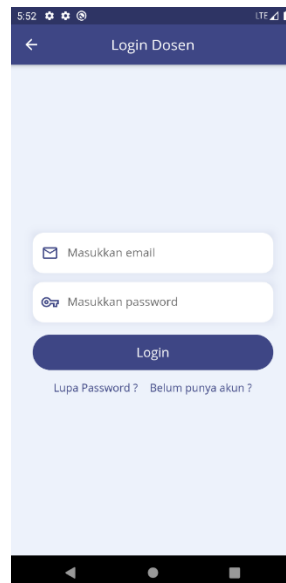 5:52 LTE
Login Dosen
Masukkan email
Masukkan password
Login
Lupa Password ? Belum punya akun ?